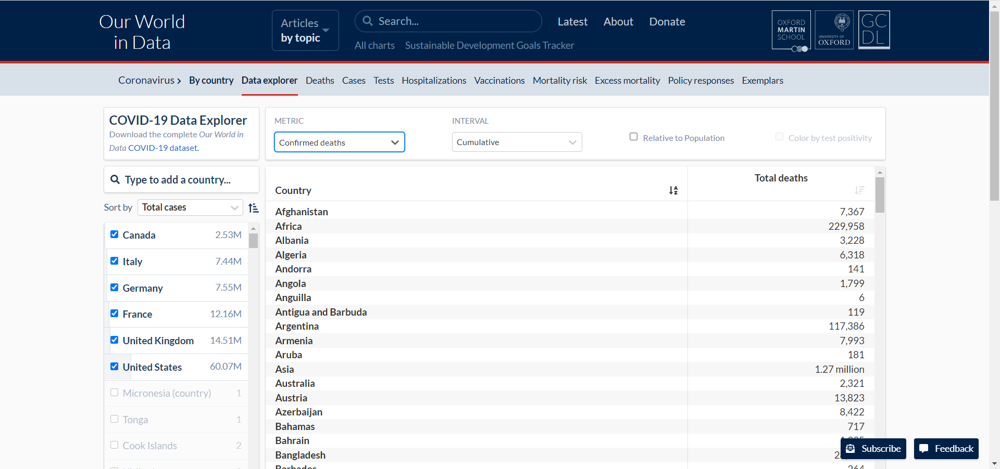 Our World
in Data
Articles
by topic
Search...
Latest
About
Donate
All charts
Sustainable Development Goals Tracker
OXFORD
MARTIN
SCHOOL
UNIVERSITY OF
OXFORD
GC
DL
Coronavirus
By country
Data explorer
Deaths
Cases
Tests
Hospitalizations
Vaccinations
Mortality risk
Excess mortality
Policy responses
Exemplars
COVID-19 Data Explorer
Download the complete Our World in
Data COVID-19 dataset.
METRIC
Confirmed deaths
INTERVAL
Cumulative
Relative to Population
Color by test positivity
Type to add a country...
Sort by
Total cases
Canada 2.53M
Italy 7.44M
Germany 7.55M
France 12.16M
United Kingdom 14.51M
United States 60.07M
Micronesia (country) 1
Tonga 1
Cook Islands 2
Country Total deaths
Afghanistan 7,367
Africa 229,958
Albania 3,228
Algeria 6,318
Andorra 141
Angola 1,799
Anguilla 6
Antigua and Barbuda 119
Argentina 117,386
Armenia 7,993
Aruba 181
Asia 1.27 million
Australia 2,321
Austria 13,823
Azerbaijan 8,422
Bahamas 717
Bahrain
Bangladesh
Barbados 264
Subscribe
Feedback